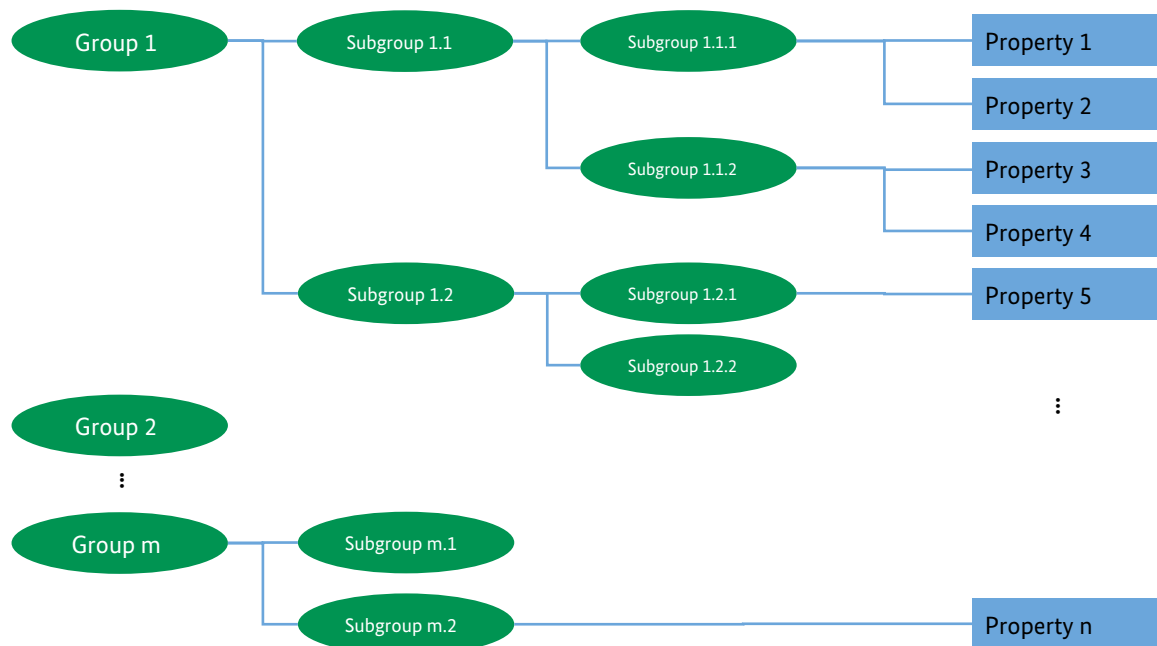 Group 1
Subgroup 1.1
Subgroup 1.1.1
Property 1
Property 2
Subgroup 1.1.2
Property 3
Property 4
Subgroup 1.2
Subgroup 1.2.1
Property 5
Subgroup 1.2.2
Group 2
Group m
Subgroup m.1
Subgroup m.2
Property n